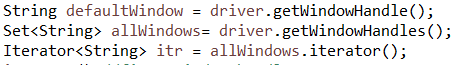 String defaultWindow = driver.getWindowHandle();
Set<String> allWindows= driver.getWindowHandles();
Iterator<String> itr = allWindows.iterator();